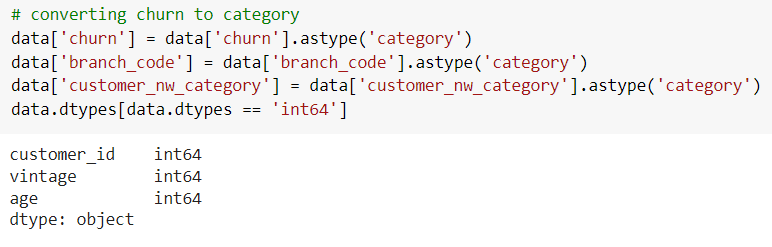 # converting churn to category
data['churn'] = data['churn'].astype('category')
data['branch_code'] = data['branch_code'].astype('category')
data['customer_nw_category'] = data['customer_nw_category'].astype('category')
data.dtypes[data.dtypes == 'int64']
customer_id    int64
vintage        int64
age            int64
dtype: object